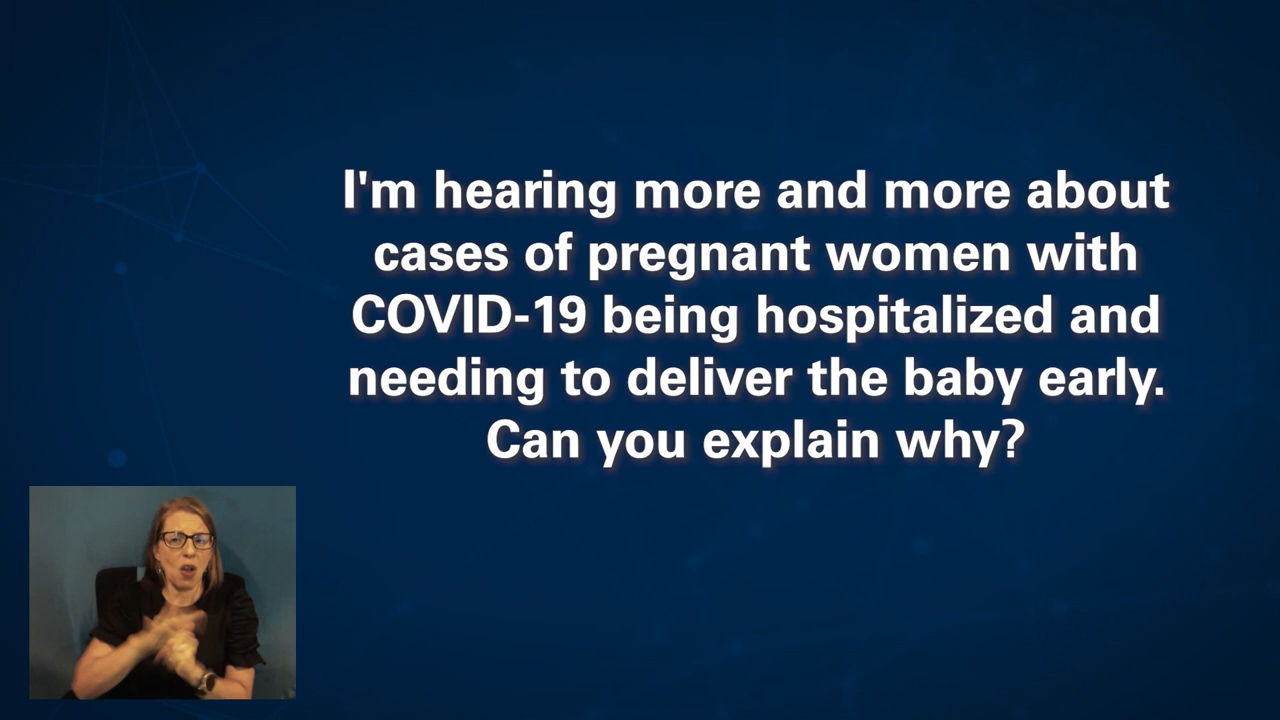 I'm hearing more and more about
cases of pregnant women with
COVID-19 being hospitalized and
needing to deliver the baby early.
Can you explain why?